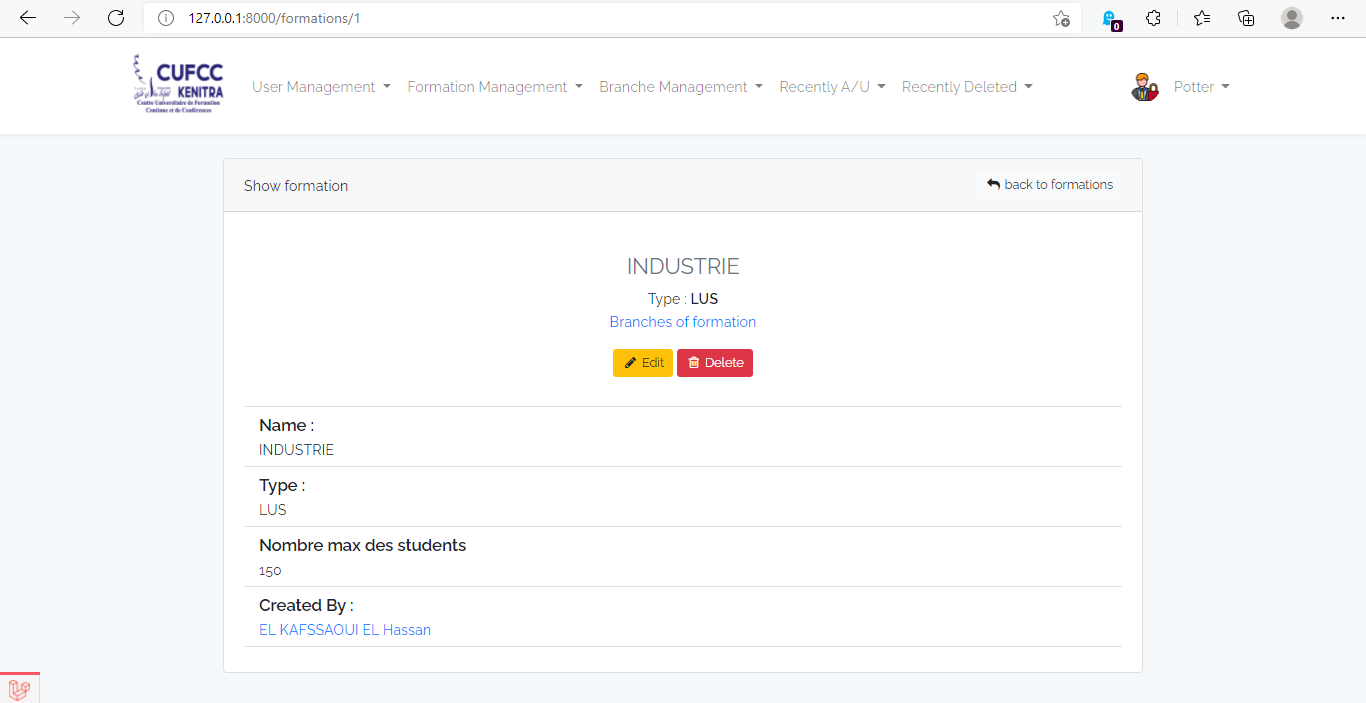 127.0.0.1:8000/formations/1
0
CUFCC
KENITRA
Centre Universitaire de Formation
Continue et de Conférences
User Management
Formation Management
Branche Management
Recently A/U
Recently Deleted
Potter
Show formation
back to formations
INDUSTRIE
Type : LUS
Branches of formation
Edit
Delete
Name :
INDUSTRIE
Type :
LUS
Nombre max des students
150
Created By :
EL KAFSSAOUI EL Hassan